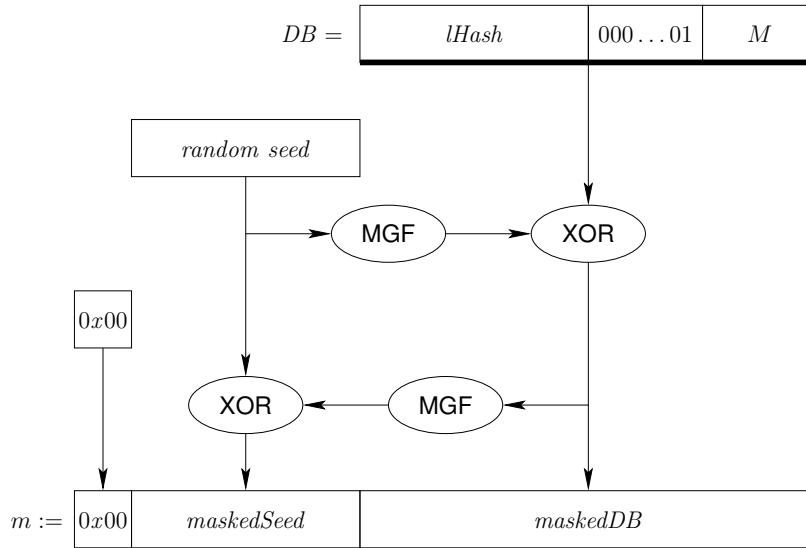 DB = lHash 000 . . . 01 M
random seed
MGF XOR
0x00
XOR MGF
m := 0x00 maskedSeed maskedDB